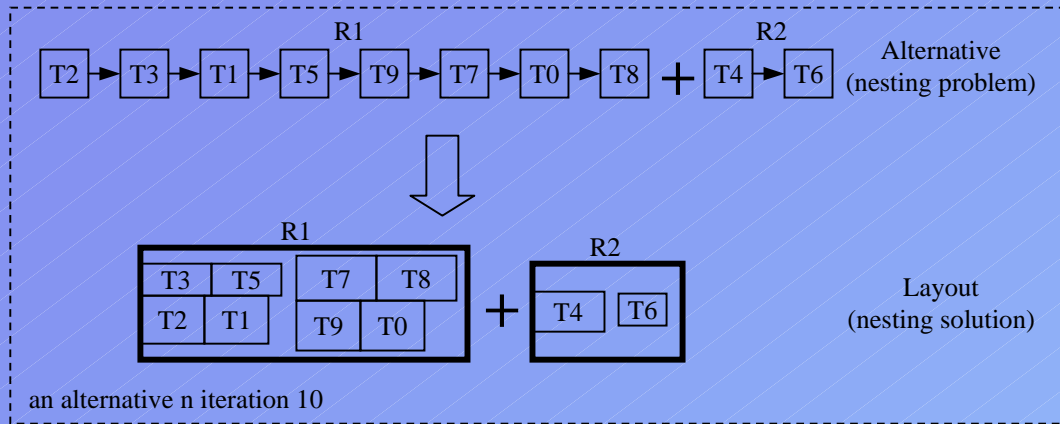 R1 R2
T2 T3 T1 T5 T9 T7 T0 T8 + T4 T6
Alternative
(nesting problem)
R1 R2
T3 T5 T7 T8
T2 T1 T9 T0
+
T4 T6
Layout
(nesting solution)
an alternative n iteration 10